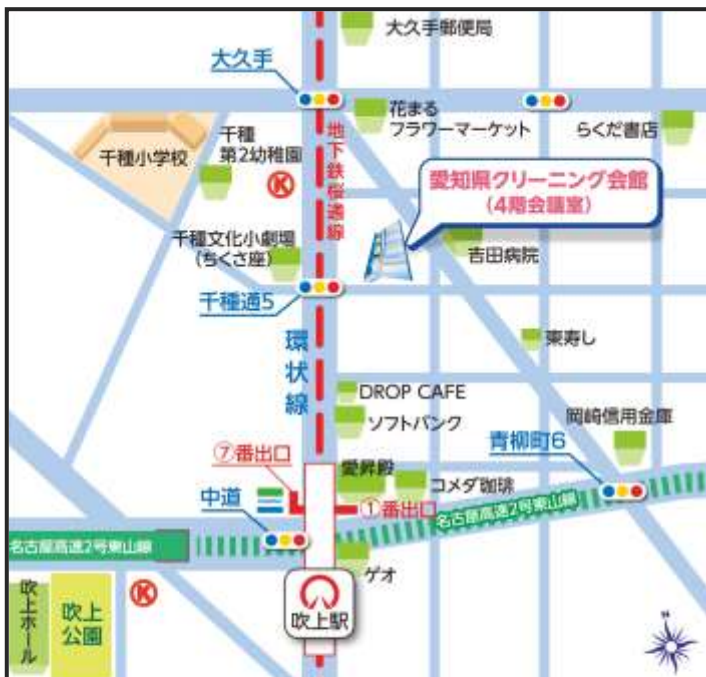 大久手郵便局
大久手
花まる
フラワーマーケット
らくだ書店
千種小学校
千種
第2幼稚園
K
地下鉄桜通線
愛知県クリーニング会館
(4階会議室)
千種文化小劇場
(ちくさ座)
吉田病院
千種通5
環状線
東寿し
DROP CAFE
ソフトバンク
岡崎信用金庫
⑦番出口
愛昇殿
青柳町6
中道
コメダ珈琲
①番出口
名古屋高速2号東山線
名古屋高速2号東山線
ゲオ
K
吹上ホール
吹上
公園
吹上駅
N